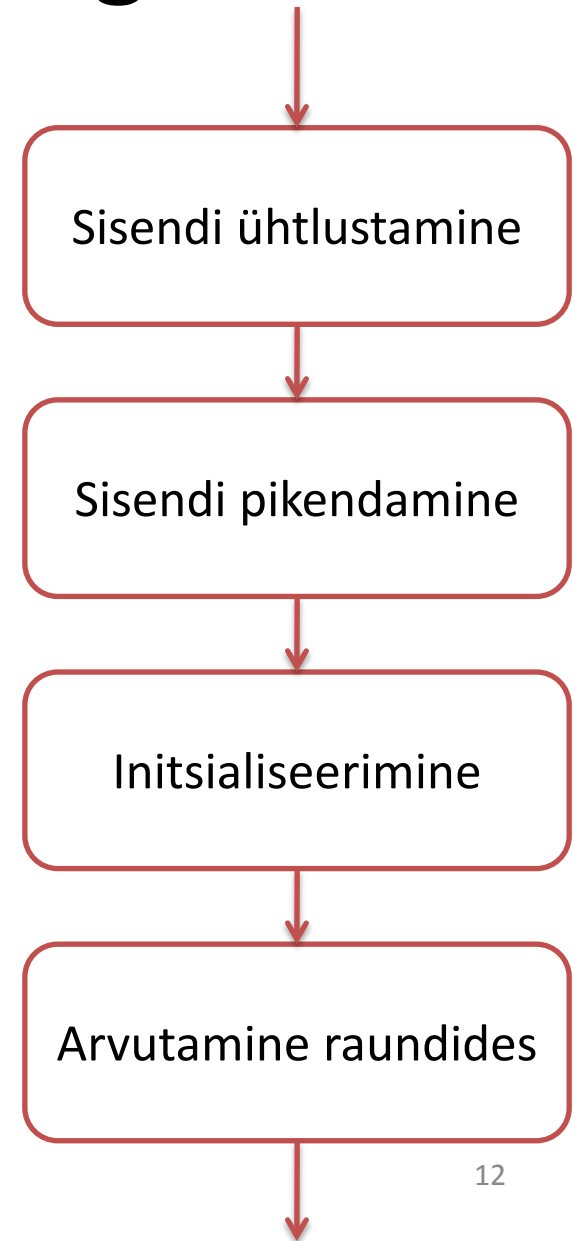 Sisendi ühtlustamine
Sisendi pikendamine
Initsialiseerimine
Arvutamine raundides
12